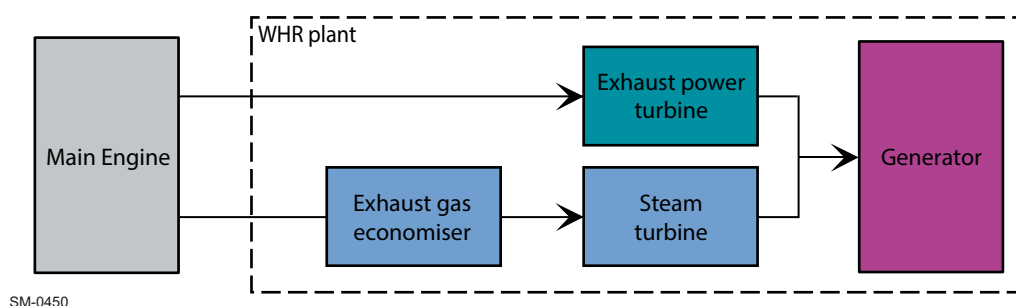 WHR plant
Exhaust power
turbine
Main Engine
Generator
Exhaust gas
economiser
Steam
turbine
SM-0450